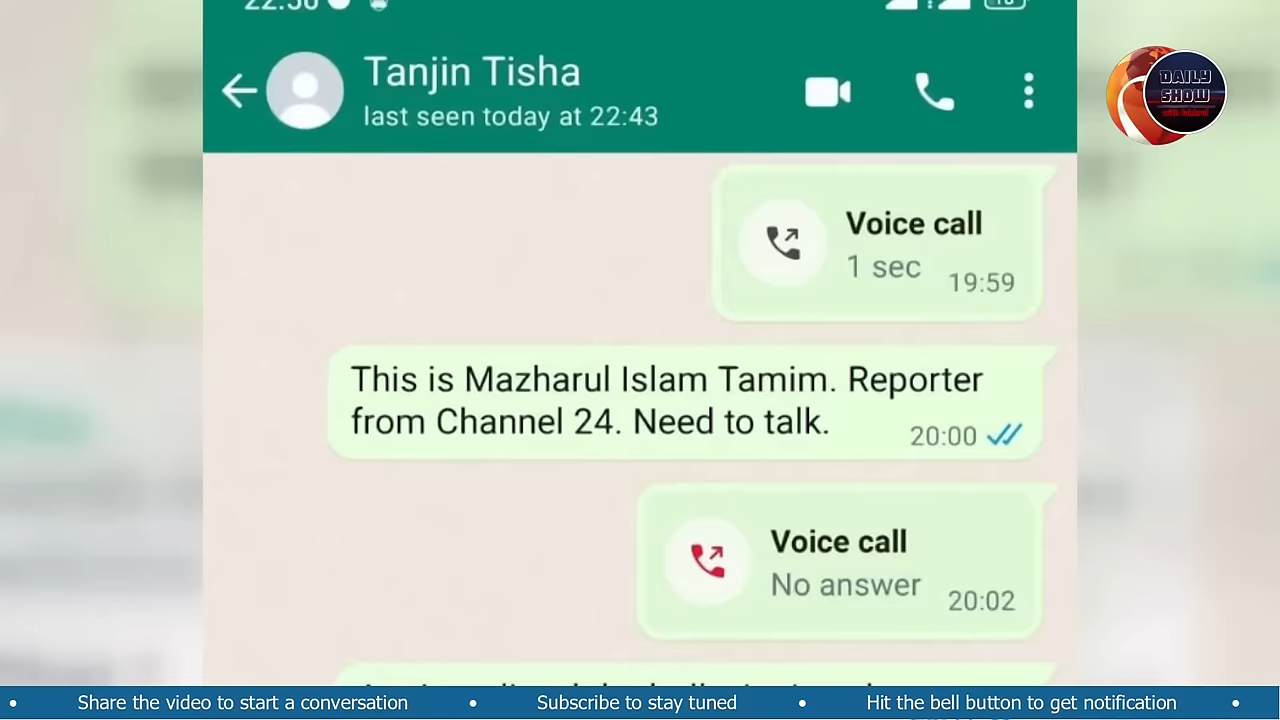 Tanjin Tisha
last seen today at 22:43
DAILY
SHOW
Voice call
1 sec
19:59
This is Mazharul Islam Tamim. Reporter
from Channel 24. Need to talk.
20:00
Voice call
No answer
20:02
• Share the video to start a conversation • Subscribe to stay tuned • Hit the bell button to get notification •